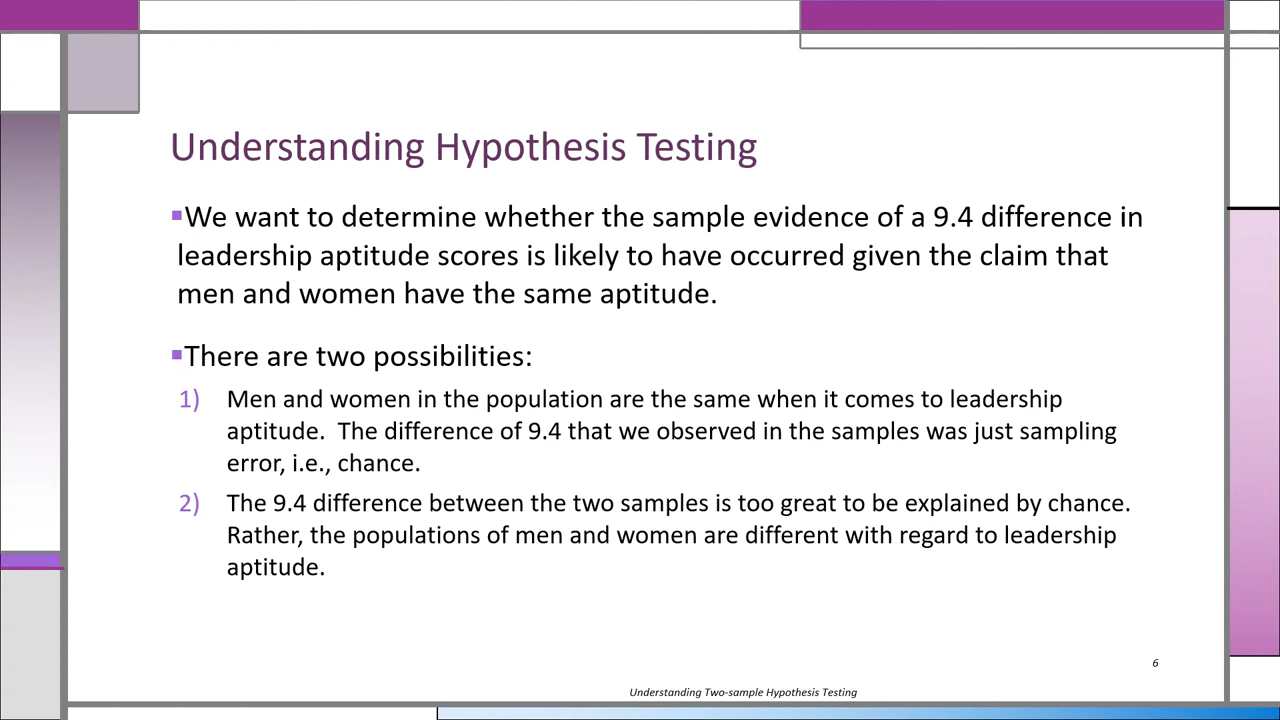 Understanding Hypothesis Testing
▪We want to determine whether the sample evidence of a 9.4 difference in
leadership aptitude scores is likely to have occurred given the claim that
men and women have the same aptitude.
▪There are two possibilities:
1) Men and women in the population are the same when it comes to leadership
aptitude.  The difference of 9.4 that we observed in the samples was just sampling
error, i.e., chance.
2) The 9.4 difference between the two samples is too great to be explained by chance.
Rather, the populations of men and women are different with regard to leadership
aptitude.
6
Understanding Two-sample Hypothesis Testing